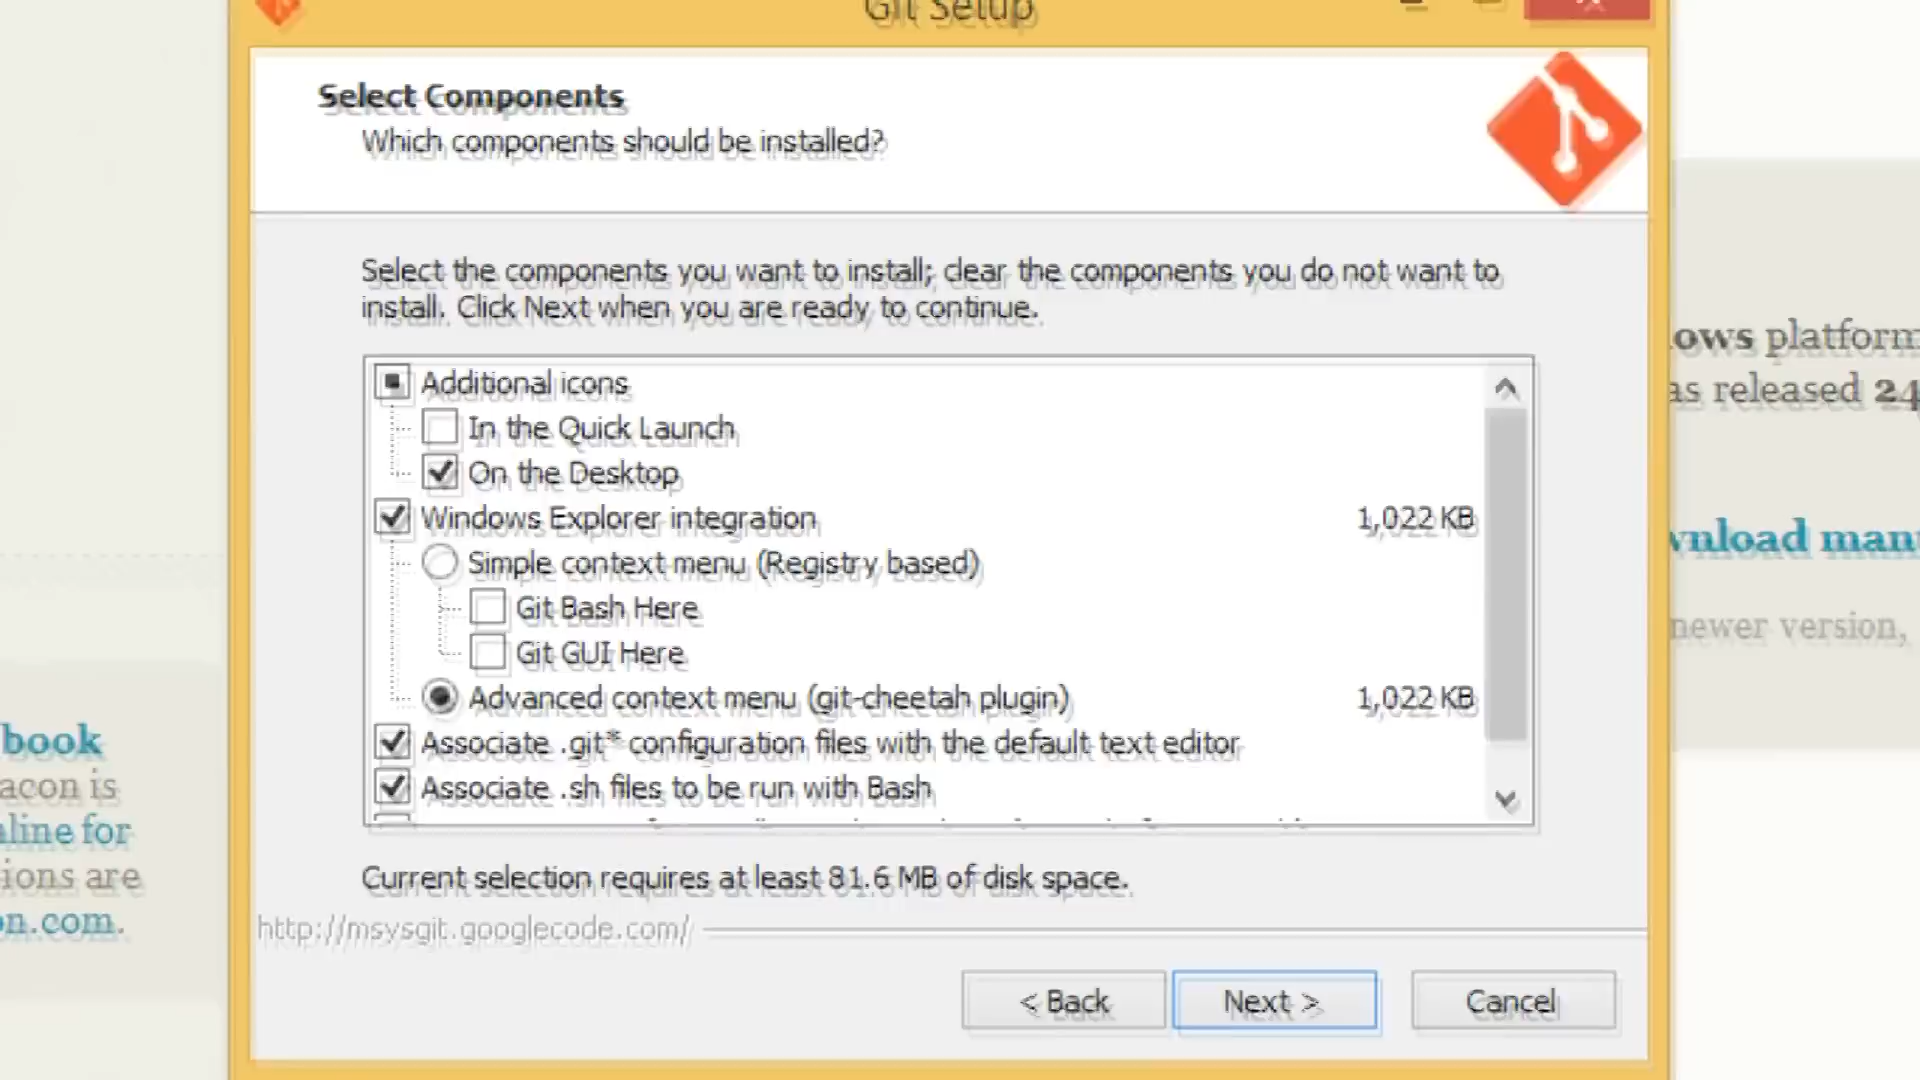 Git Setup
Select Components
Which components should be installed?
Select the components you want to install; clear the components you do not want to
install. Click Next when you are ready to continue.
Additional icons
In the Quick Launch
On the Desktop
Windows Explorer integration 1,022 KB
Simple context menu (Registry based)
Git Bash Here
Git GUI Here
Advanced context menu (git-cheetah plugin) 1,022 KB
Associate .git* configuration files with the default text editor
Associate .sh files to be run with Bash
Current selection requires at least 81.6 MB of disk space.
http://msysgit.googlecode.com/
< Back Next > Cancel
ows platform
as released 24
wnload man
newer version,
book
acon is
line for
ions are
on.com.